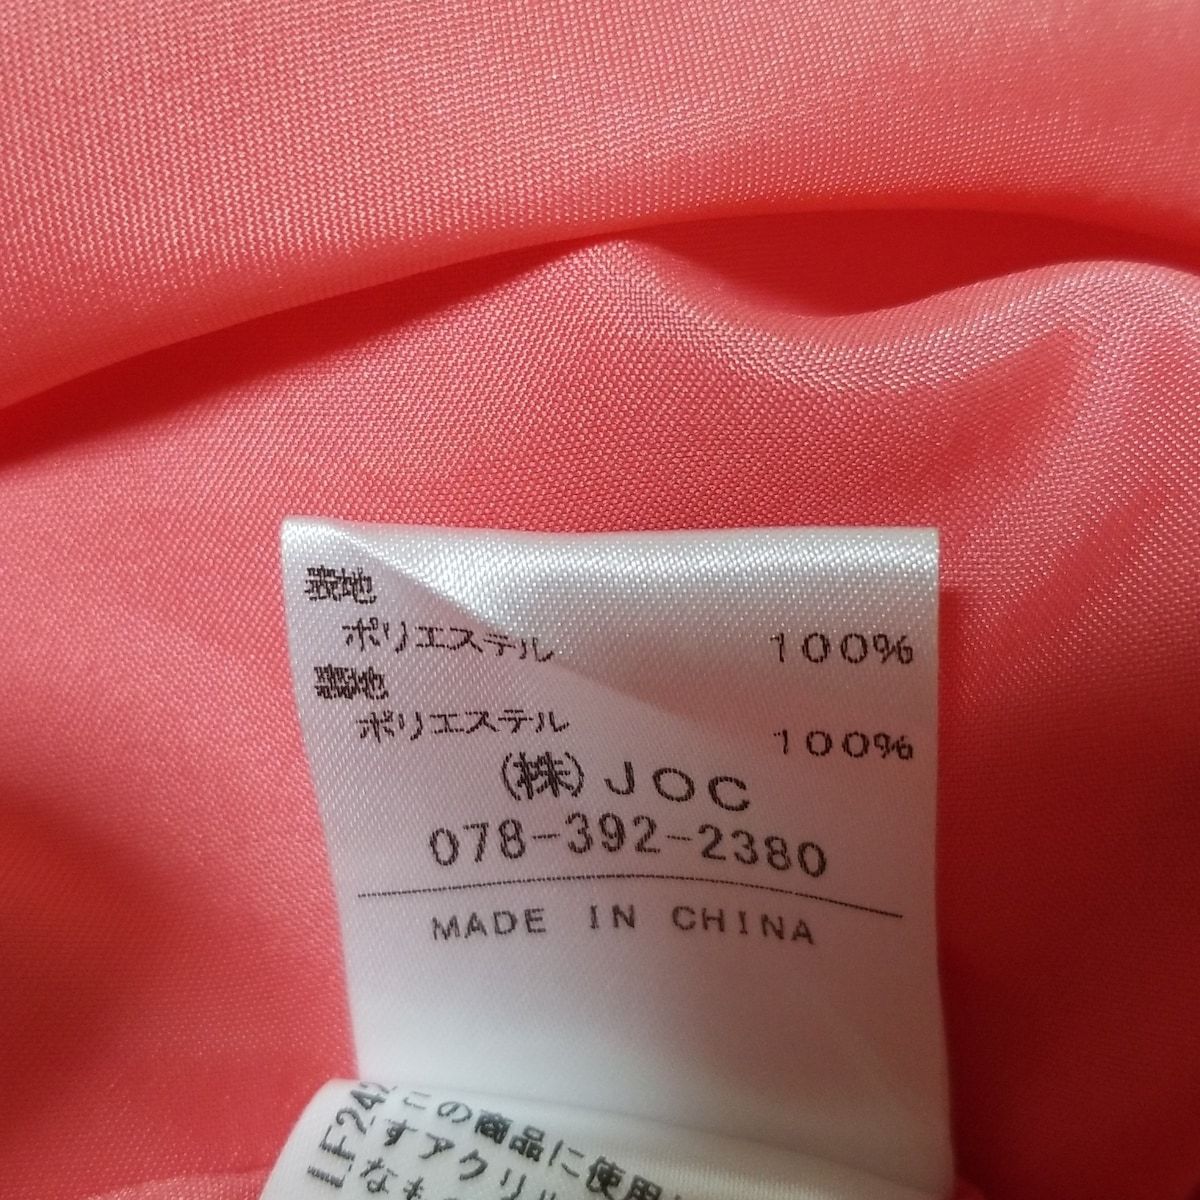 表地
ポリエステル 100%
裏地
ポリエステル 100%
(株)JOC
078-392-2380
MADE IN CHINA
LF242
この商品に使用
すアクリル
なも